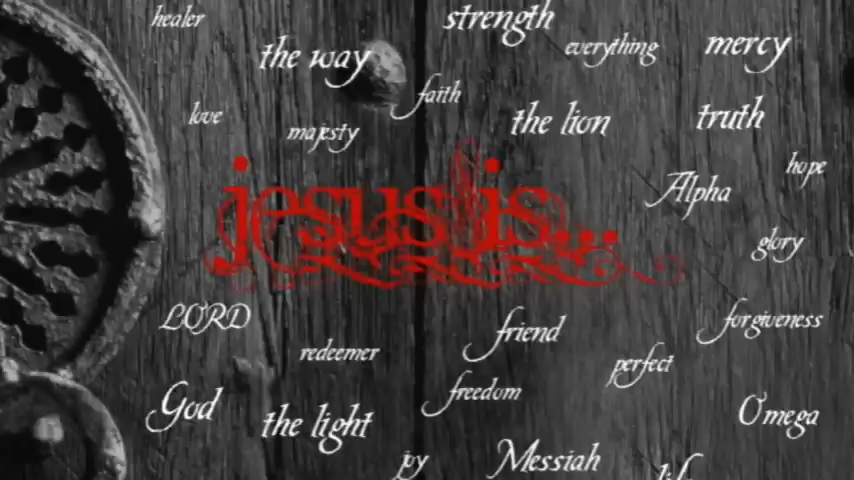 healer
strength
the way
everything
mercy
faith
love
majesty
the lion
truth
jesus is...
hope
Alpha
glory
LORD
friend
forgiveness
redeemer
perfect
God
freedom
the light
Omega
joy
Messiah